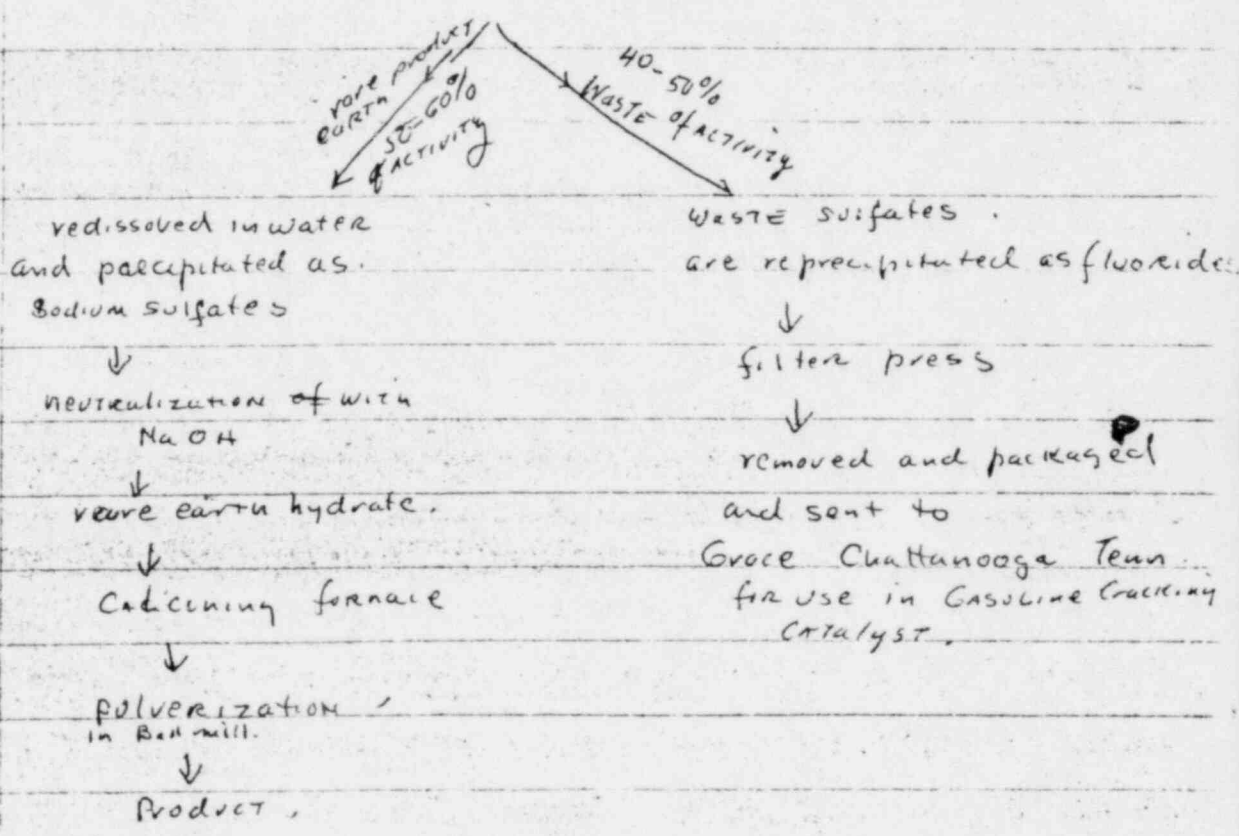 rare product
earth
50-60%
of activity
40-50%
Waste of Activity
redissoved in water
and paecipitated as.
Sodium sulfates
↓
neutralization of with
NaOH
↓
rare earth hydrate.
↓
Calicining fornace
↓
pulverization
in Ball mill.
↓
Product.
Waste sulfates.
are reprecipitated as fluorides
↓
filter press
↓
removed and packaged
and sent to
Grace Chattanooga Tenn.
for use in Gasoline Cracking
Catalyst.